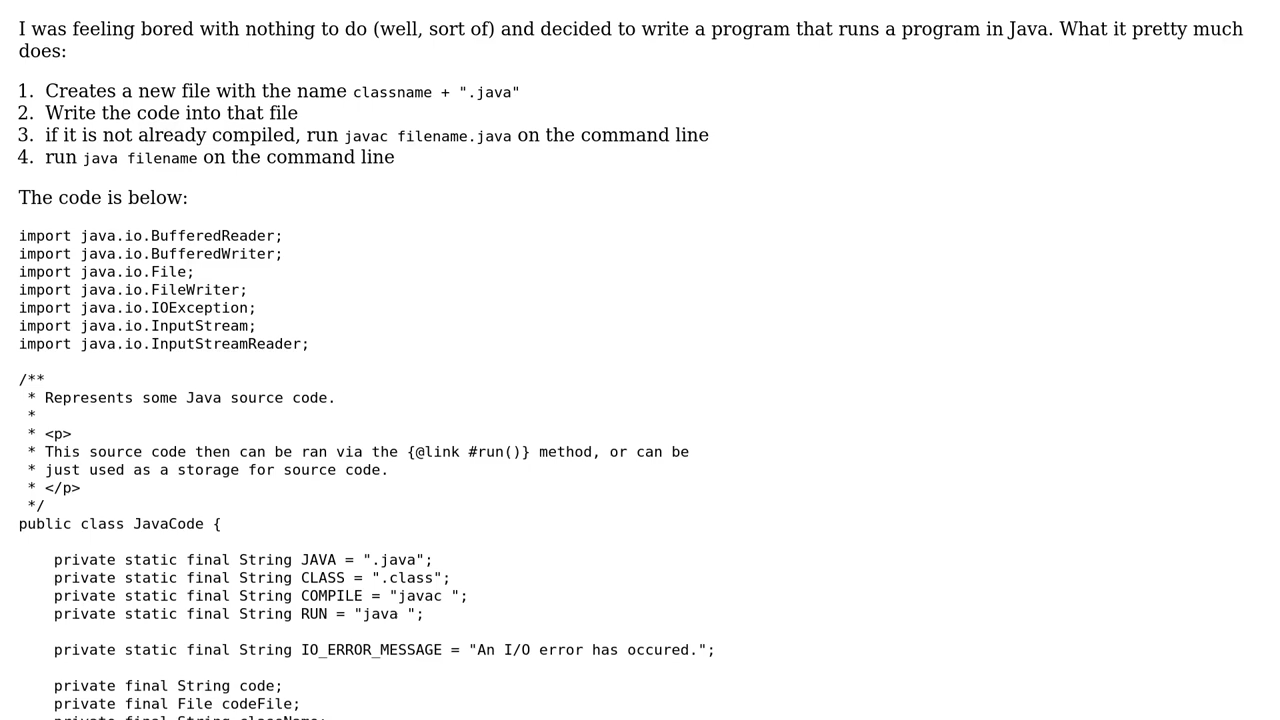 I was feeling bored with nothing to do (well, sort of) and decided to write a program that runs a program in Java. What it pretty much
does:
1. Creates a new file with the name classname + ".java"
2. Write the code into that file
3. if it is not already compiled, run javac filename.java on the command line
4. run java filename on the command line
The code is below:
import java.io.BufferedReader;
import java.io.BufferedWriter;
import java.io.File;
import java.io.FileWriter;
import java.io.IOException;
import java.io.InputStream;
import java.io.InputStreamReader;
/**
 * Represents some Java source code.
 *
 * <p>
 * This source code then can be ran via the {@link #run()} method, or can be
 * just used as a storage for source code.
 * </p>
 */
public class JavaCode {
    private static final String JAVA = ".java";
    private static final String CLASS = ".class";
    private static final String COMPILE = "javac ";
    private static final String RUN = "java ";
    private static final String IO_ERROR_MESSAGE = "An I/O error has occured.";
    private final String code;
    private final File codeFile;
    private final String className;